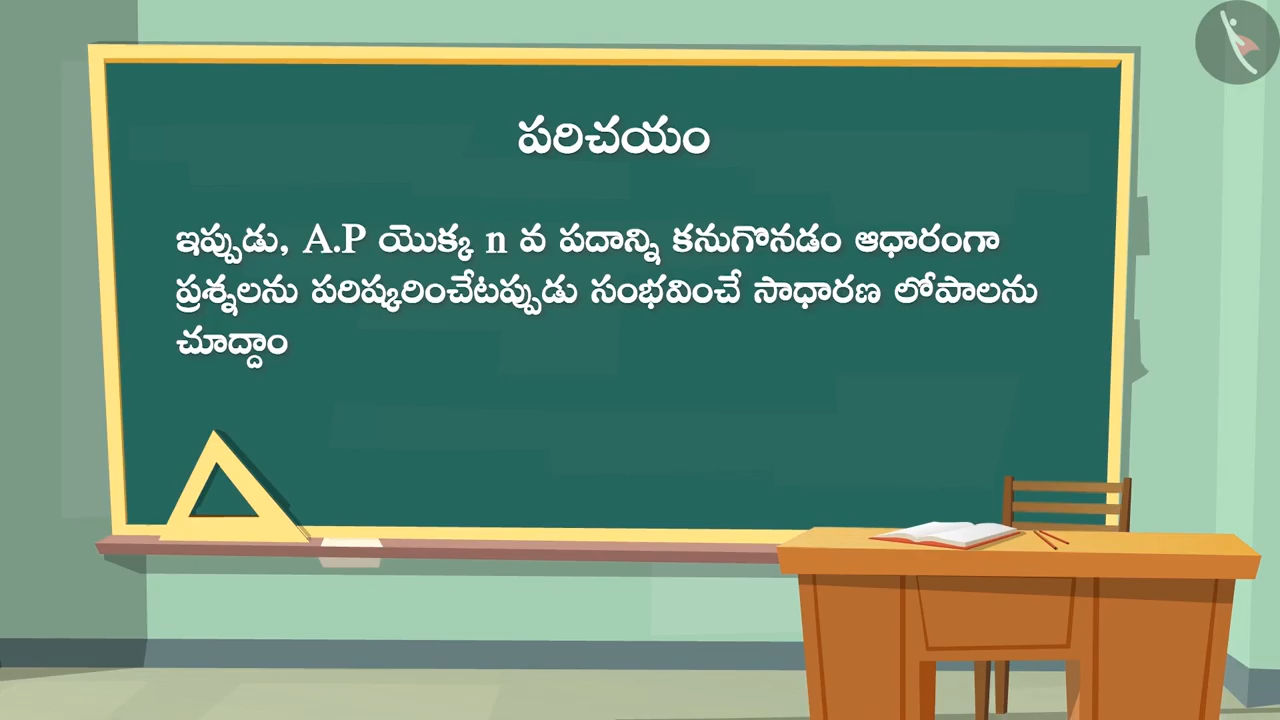 పరిచయం
ఇప్పుడు, A.P యొక్క n వ పదాన్ని కనుగొనడం ఆధారంగా
ప్రశ్నలను పరిష్కరించేటప్పుడు సంభవించే సాధారణ లోపాలను
చూద్దాం